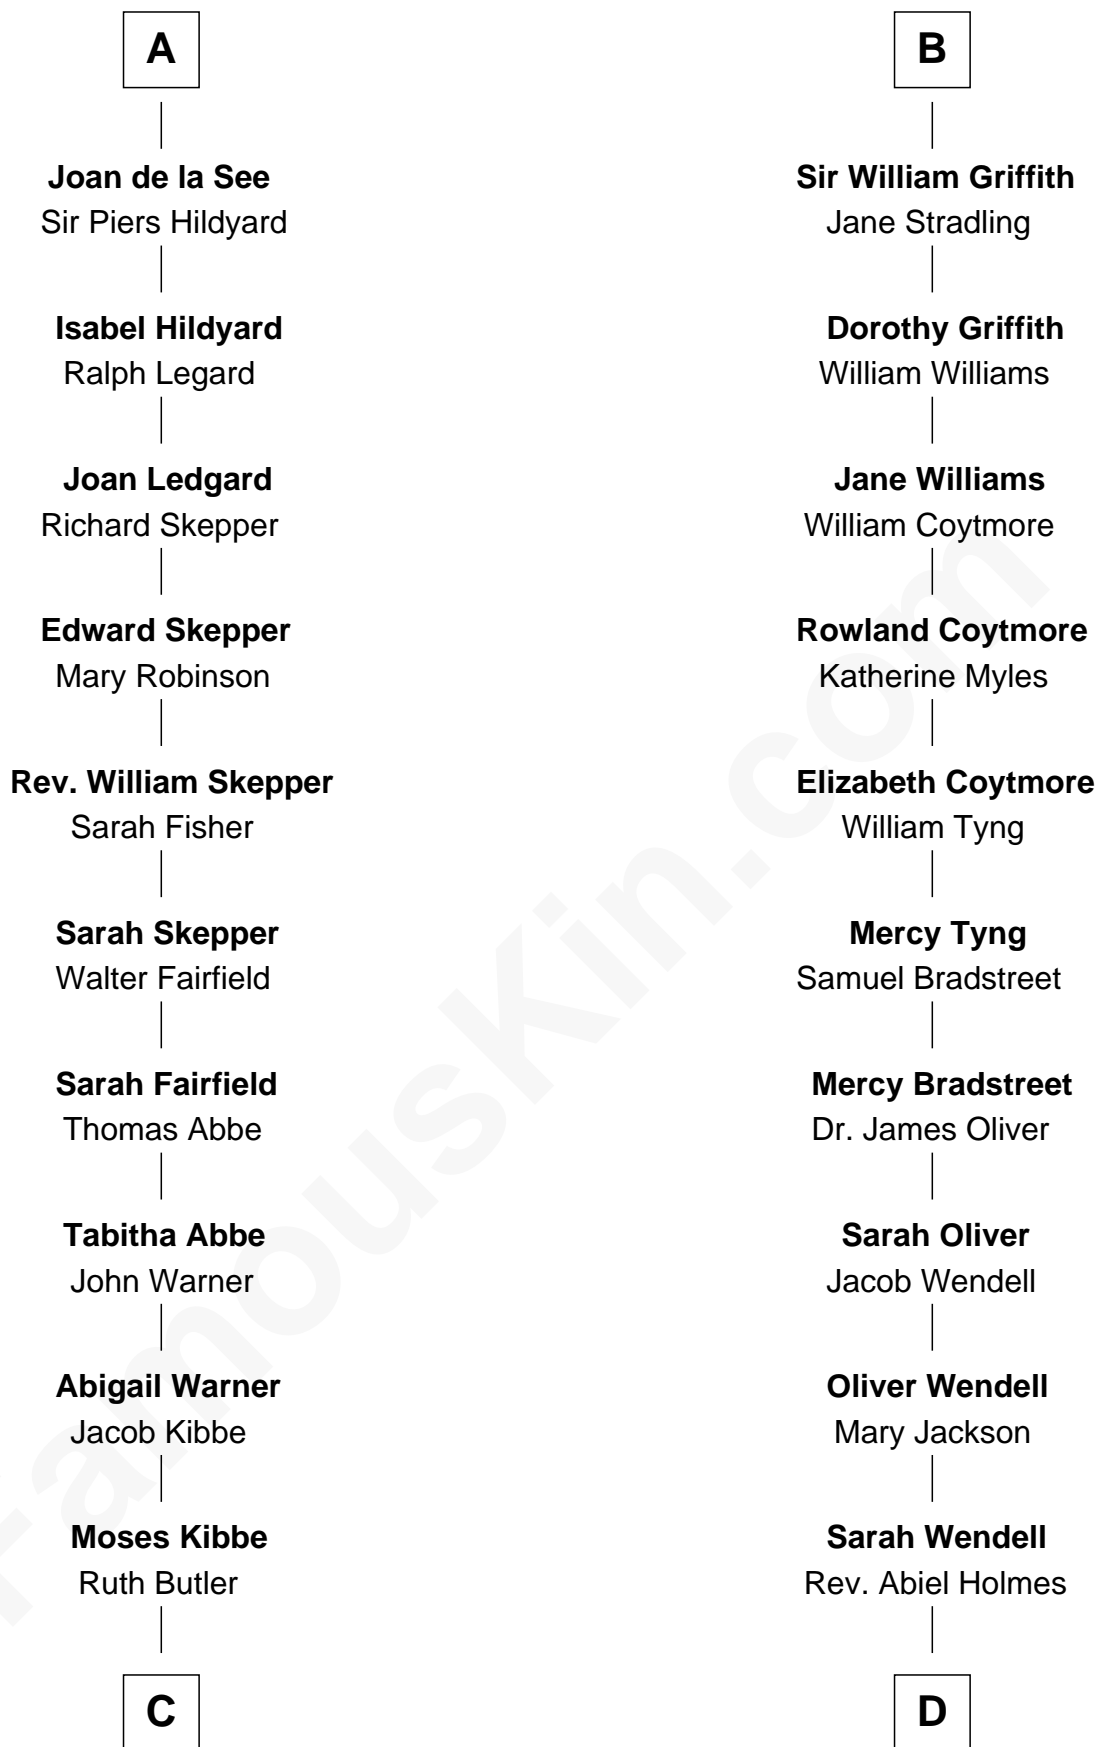 A
Joan de la See
Sir Piers Hildyard
Isabel Hildyard
Ralph Legard
Joan Ledgard
Richard Skepper
Edward Skepper
Mary Robinson
Rev. William Skepper
Sarah Fisher
Sarah Skepper
Walter Fairfield
Sarah Fairfield
Thomas Abbe
Tabitha Abbe
John Warner
Abigail Warner
Jacob Kibbe
Moses Kibbe
Ruth Butler
C
B
Sir William Griffith
Jane Stradling
Dorothy Griffith
William Williams
Jane Williams
William Coytmore
Rowland Coytmore
Katherine Myles
Elizabeth Coytmore
William Tyng
Mercy Tyng
Samuel Bradstreet
Mercy Bradstreet
Dr. James Oliver
Sarah Oliver
Jacob Wendell
Oliver Wendell
Mary Jackson
Sarah Wendell
Rev. Abiel Holmes
D
FamousKin.com